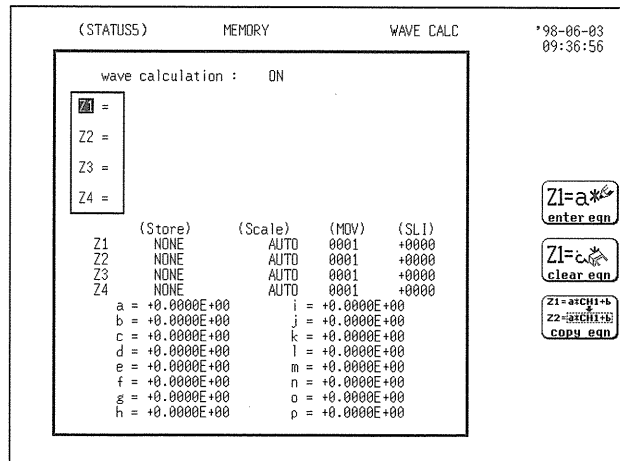 (STATUS5) MEMORY WAVE CALC '98-06-03
09:36:56
wave calculation : ON
Z1 =
Z2 =
Z3 =
Z4 =
(Store) (Scale) (MOV) (SLI)
Z1 NONE AUTO 0001 +0000
Z2 NONE AUTO 0001 +0000
Z3 NONE AUTO 0001 +0000
Z4 NONE AUTO 0001 +0000
a = +0.0000E+00 i = +0.0000E+00
b = +0.0000E+00 j = +0.0000E+00
c = +0.0000E+00 k = +0.0000E+00
d = +0.0000E+00 l = +0.0000E+00
e = +0.0000E+00 m = +0.0000E+00
f = +0.0000E+00 n = +0.0000E+00
g = +0.0000E+00 o = +0.0000E+00
h = +0.0000E+00 p = +0.0000E+00
Z1=a*
enter eqn
Z1=
clear eqn
Z1=a*CH1+b
Z2=a*CH1+b
copy eqn